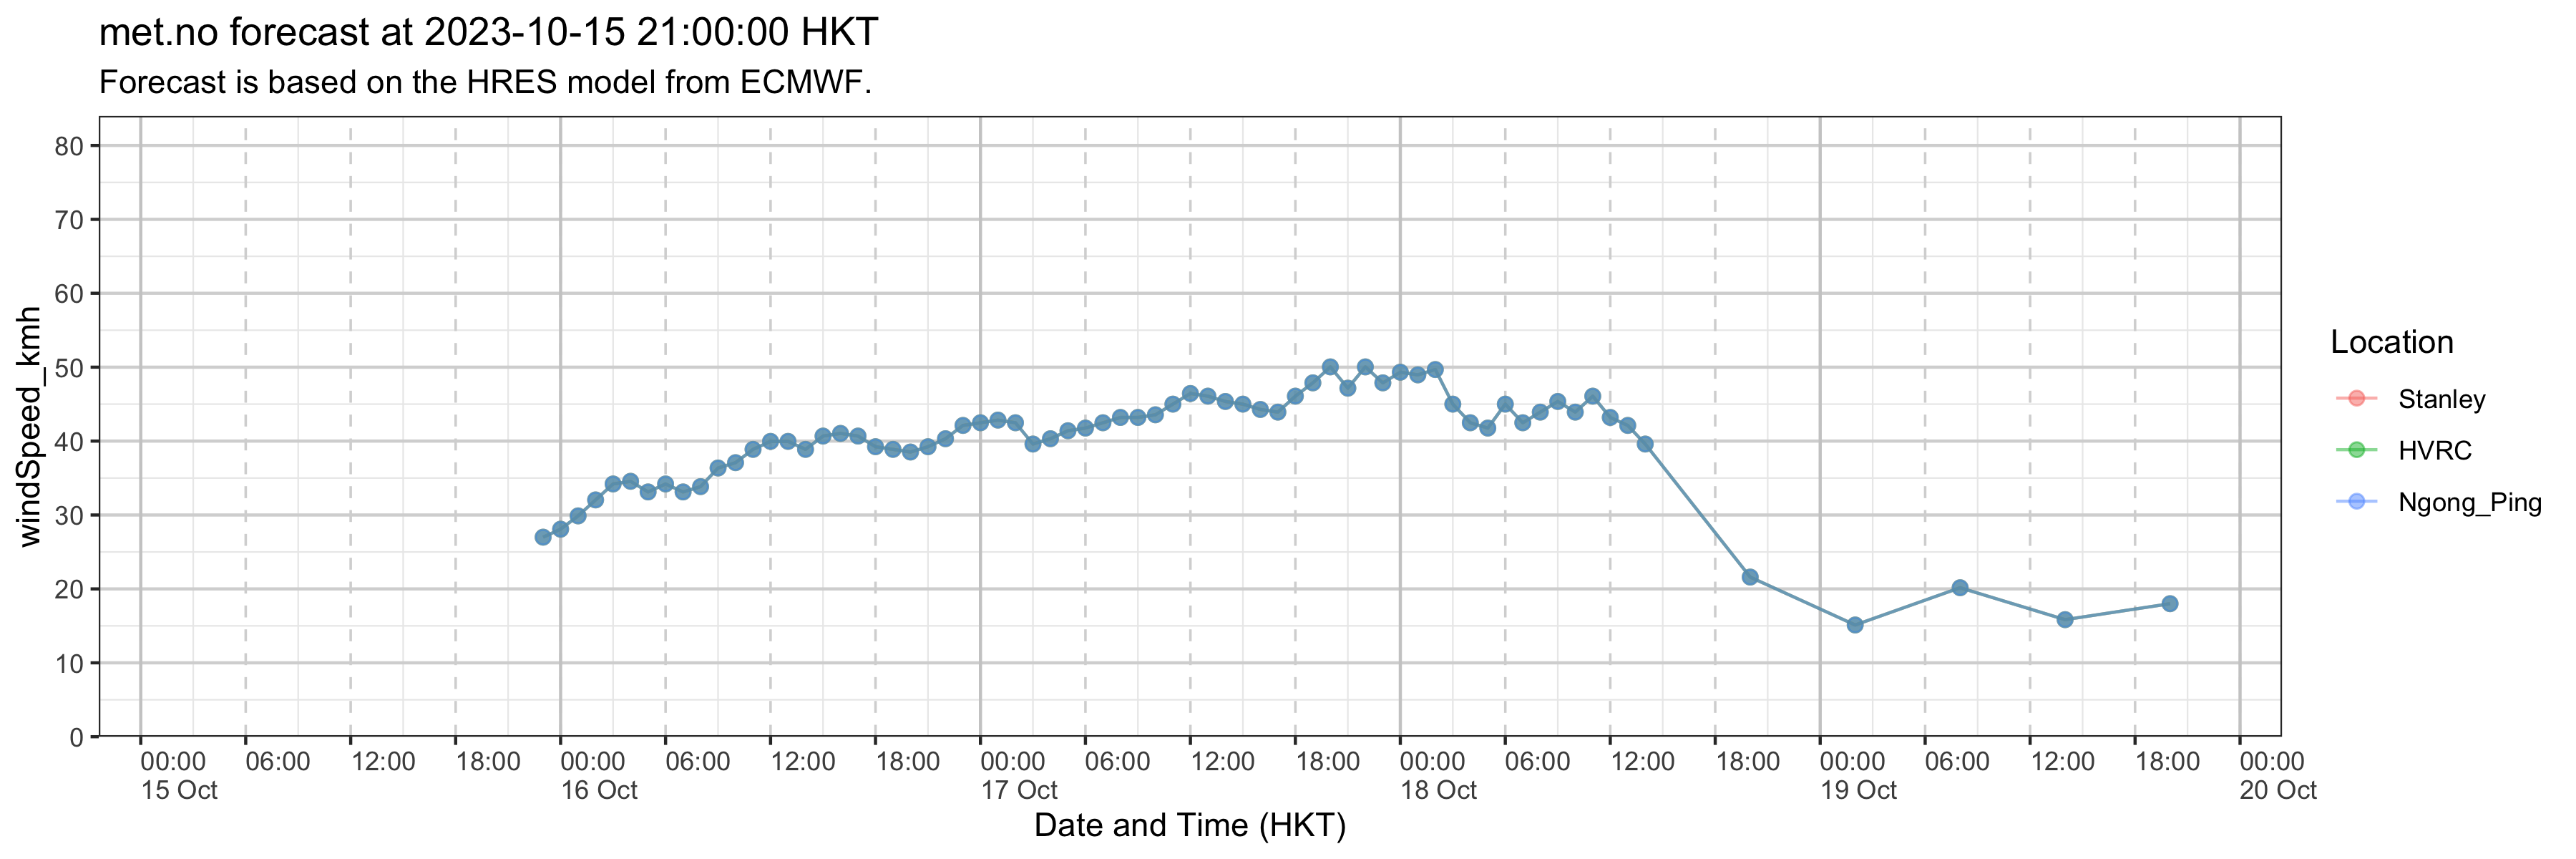 met.no forecast at 2023-10-15 21:00:00 HKT
Forecast is based on the HRES model from ECMWF.
windSpeed_kmh
80
70
60
50
40
30
20
10
0
00:00 06:00 12:00 18:00 00:00 06:00 12:00 18:00 00:00 06:00 12:00 18:00 00:00 06:00 12:00 18:00 00:00 06:00 12:00 18:00 00:00
15 Oct 16 Oct 17 Oct 18 Oct 19 Oct 20 Oct
Date and Time (HKT)
Location
Stanley
HVRC
Ngong_Ping